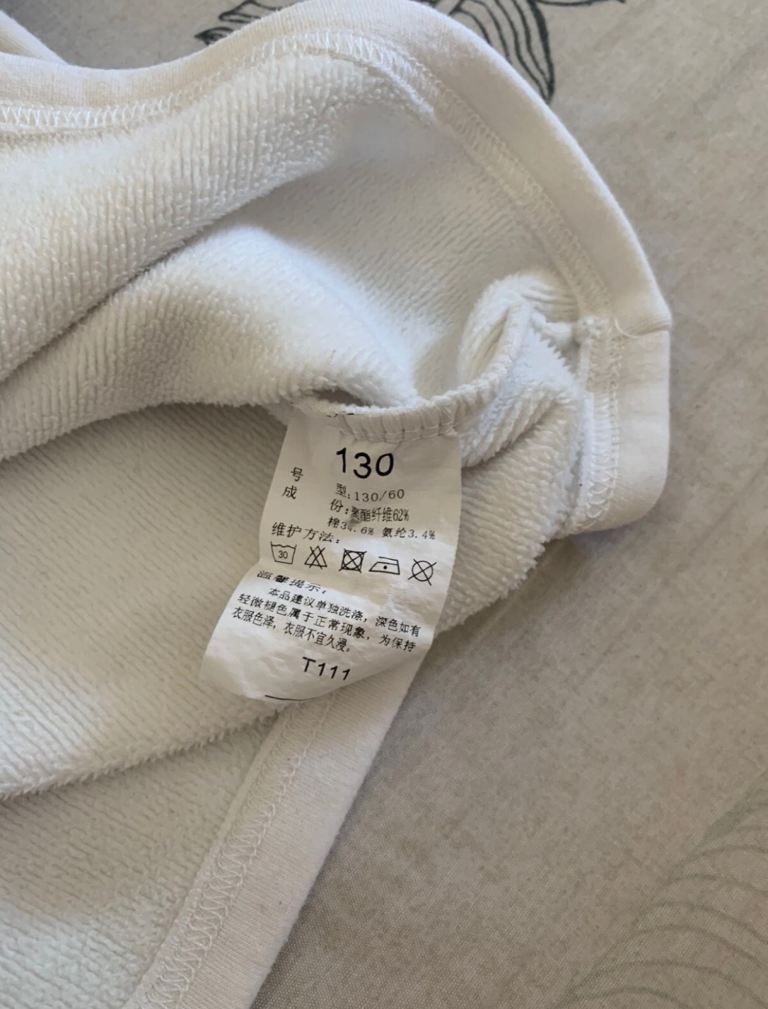 130
号 型:130/60
成 份:聚酯纤维62%
棉34.6% 氨纶3.4%
维护方法:
30
温馨提示:
本品建议单独洗涤,深色如有
轻微褪色属于正常现象,为保持
衣服色泽,衣服不宜久浸。
T111